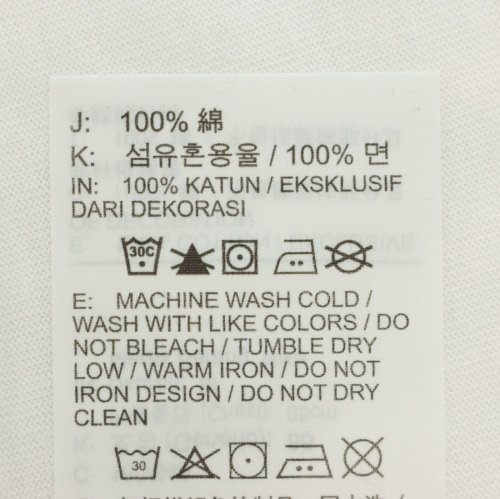 J: 100% 綿
K: 섬유혼용율 / 100% 면
IN: 100% KATUN / EKSKLUSIF
DARI DEKORASI
30C
E: MACHINE WASH COLD /
WASH WITH LIKE COLORS / DO
NOT BLEACH / TUMBLE DRY
LOW / WARM IRON / DO NOT
IRON DESIGN / DO NOT DRY
CLEAN
30